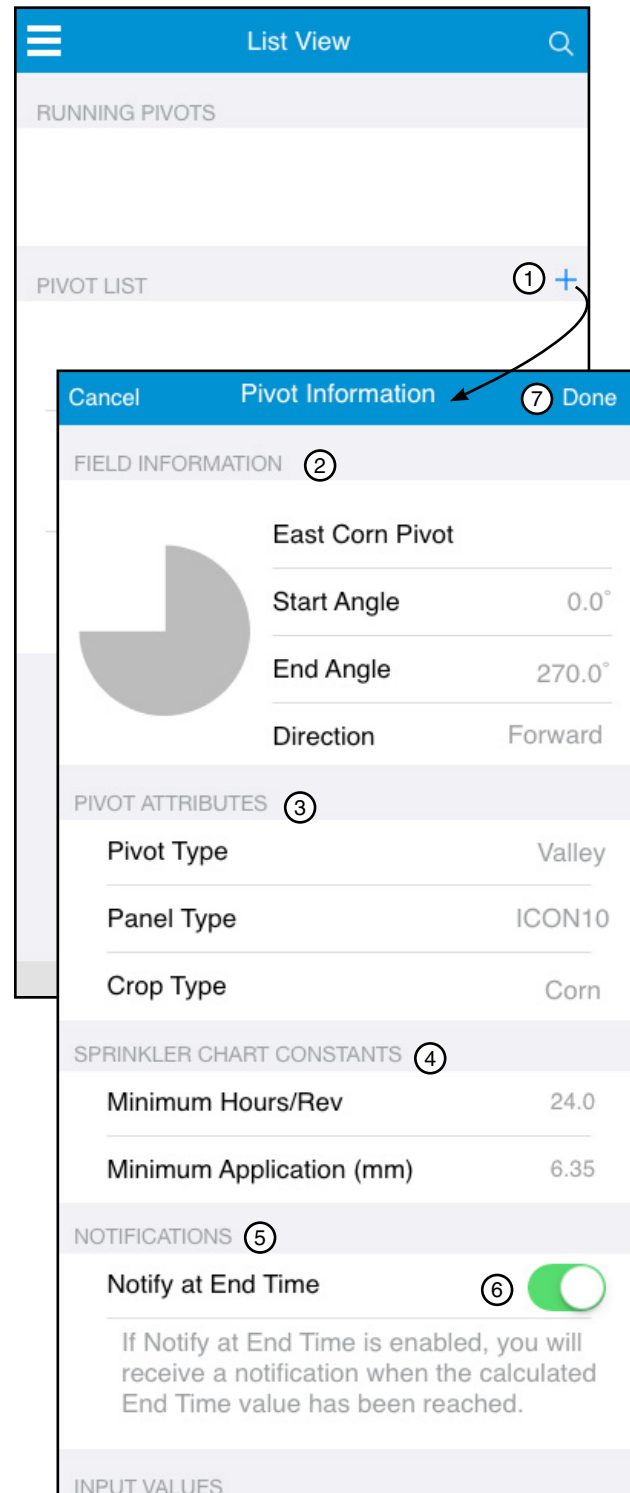 List View
RUNNING PIVOTS
PIVOT LIST
1 +
Cancel Pivot Information 7 Done
FIELD INFORMATION 2
East Corn Pivot
Start Angle 0.0°
End Angle 270.0°
Direction Forward
PIVOT ATTRIBUTES 3
Pivot Type Valley
Panel Type ICON10
Crop Type Corn
SPRINKLER CHART CONSTANTS 4
Minimum Hours/Rev 24.0
Minimum Application (mm) 6.35
NOTIFICATIONS 5
Notify at End Time 6
If Notify at End Time is enabled, you will
receive a notification when the calculated
End Time value has been reached.
INPUT VALUES